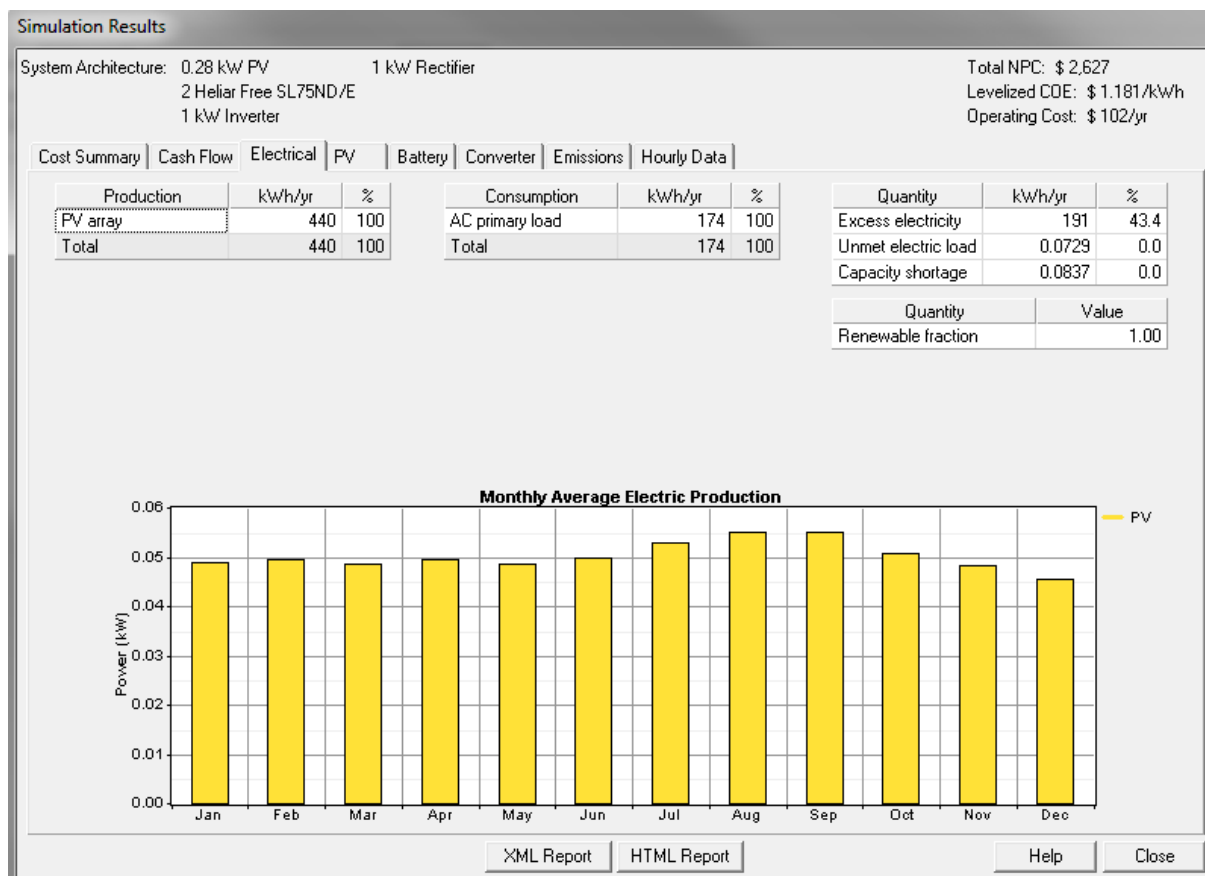 Simulation Results
System Architecture: 0.28 kW PV 1 kW Rectifier Total NPC: $ 2,627
2 Heliar Free SL75ND/E Levelized COE: $ 1.181/kWh
1 kW Inverter Operating Cost: $ 102/yr
Cost Summary Cash Flow Electrical PV Battery Converter Emissions Hourly Data
Production kWh/yr %
PV array 440 100
Total 440 100
Consumption kWh/yr %
AC primary load 174 100
Total 174 100
Quantity kWh/yr %
Excess electricity 191 43.4
Unmet electric load 0.0729 0.0
Capacity shortage 0.0837 0.0
Quantity Value
Renewable fraction 1.00
Monthly Average Electric Production
Power (kW)
0.06
0.05
0.04
0.03
0.02
0.01
0.00
Jan Feb Mar Apr May Jun Jul Aug Sep Oct Nov Dec
PV
XML Report HTML Report Help Close